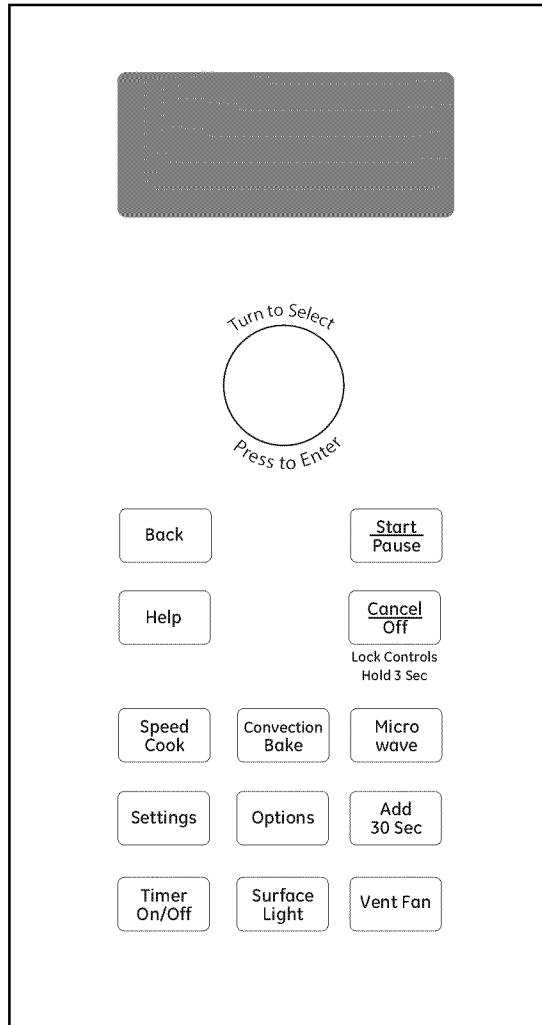 Turn to Select
Press to Enter
Back
Start
Pause
Help
Cancel
Off
Lock Controls
Hold 3 Sec
Speed
Cook
Convection
Bake
Micro
wave
Settings
Options
Add
30 Sec
Timer
On/Off
Surface
Light
Vent Fan